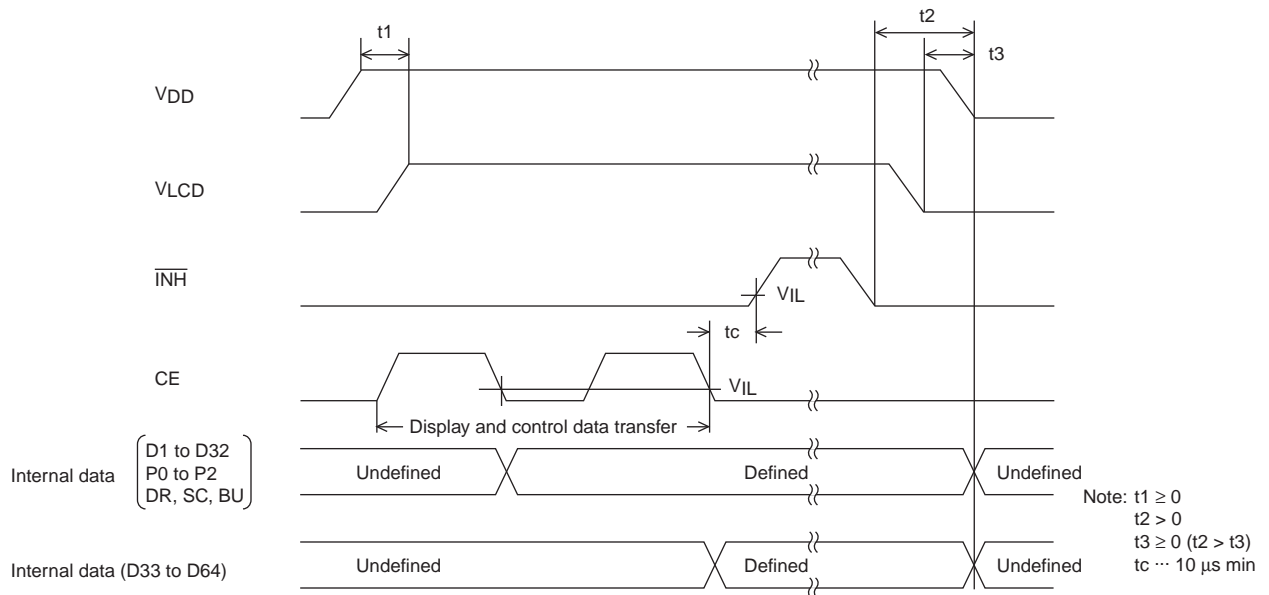 t2
t1
t3
VDD
VLCD
INH
VIL
tc
CE
VIL
Display and control data transfer
Internal data
D1 to D32
P0 to P2
DR, SC, BU
Undefined
Defined
Undefined
Note: t1 ≥ 0
t2 > 0
t3 ≥ 0 (t2 > t3)
tc ··· 10 μs min
Internal data (D33 to D64)
Undefined
Defined
Undefined